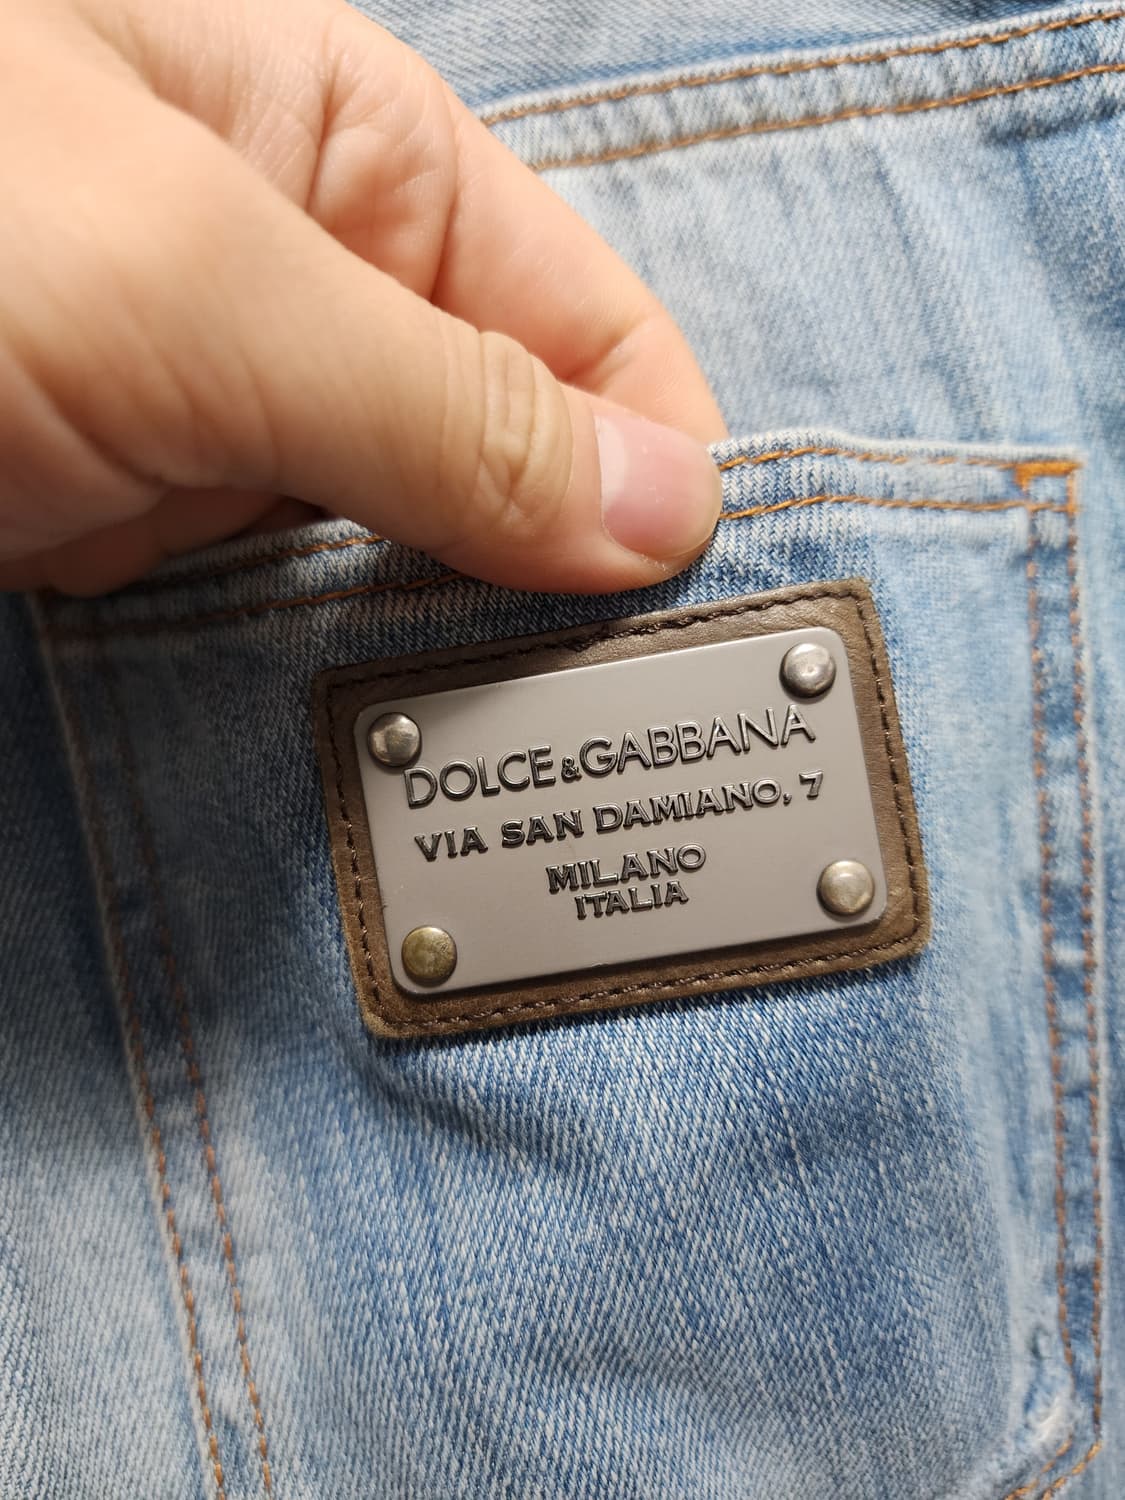 DOLCE&GABBANA
VIA SAN DAMIANO, 7
MILANO
ITALIA